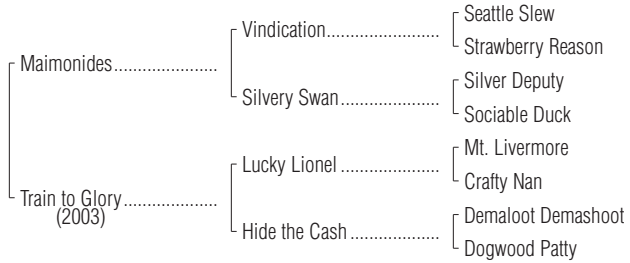 Seattle Slew
Vindication....................
Strawberry Reason
Maimonides..................
Silver Deputy
Silvery Swan.................
Sociable Duck
Mt. Livermore
Lucky Lionel.................
Crafty Nan
Train to Glory................
(2003)
Demaloot Demashoot
Hide the Cash................
Dogwood Patty